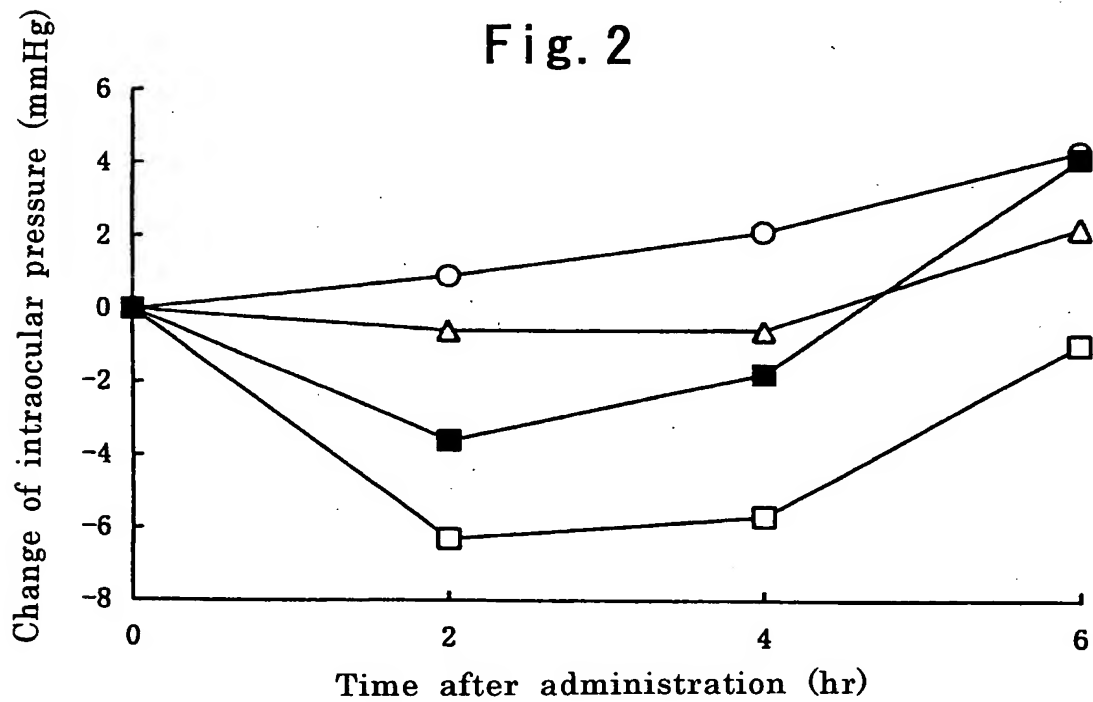 Fig. 2
Change of intraocular pressure (mmHg)
6
4
2
0
-2
-4
-6
-8
0 2 4 6
Time after administration (hr)